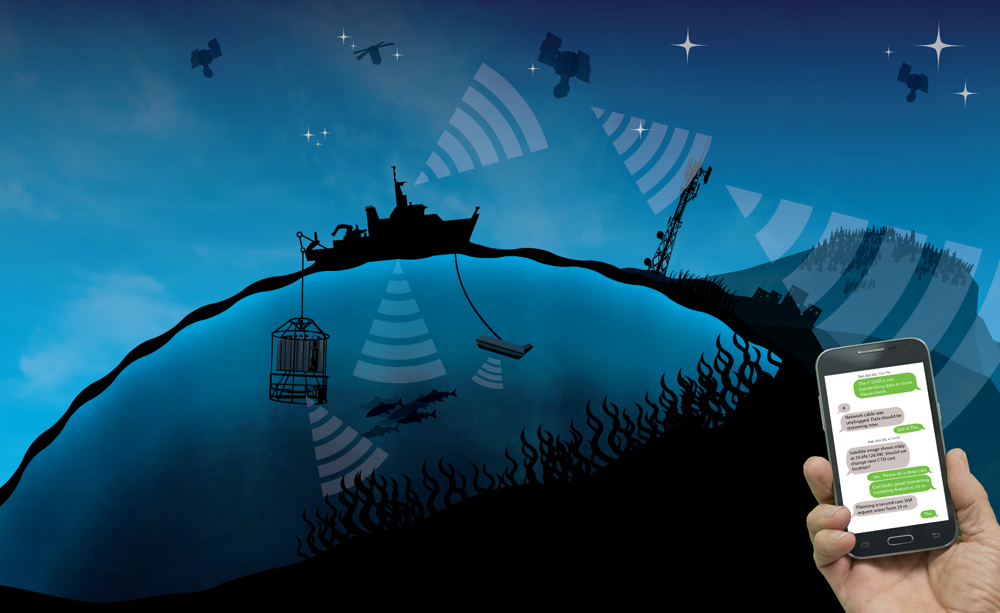 Sat, Oct 23, 1:52 PM
The C-STAR is not
transmitting data to shore.
Please check.
K
Network cable was
unplugged. Data should be
streaming now.
Got it! Thx.
Sat, Oct 23, 4:19 PM
Satellite image shows eddy
at 24.6N,126.0W. Should we
change next CTD cast
location?
Yes. Please do a deep cast.
Cast looks great! Interesting
scattering feature at 25 m.
Planning a second cast. Will
request water from 25 m.
Thx.